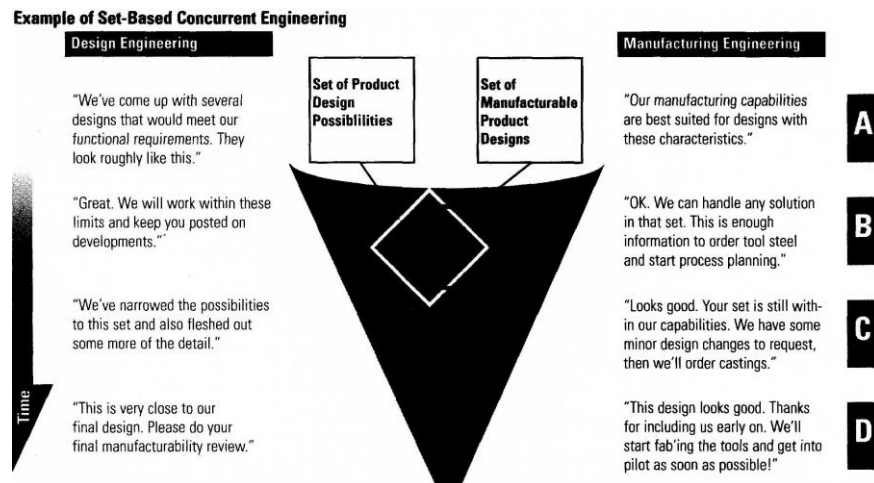 Example of Set-Based Concurrent Engineering
Design Engineering
"We've come up with several
designs that would meet our
functional requirements. They
look roughly like this."
"Great. We will work within these
limits and keep you posted on
developments."
"We've narrowed the possibilities
to this set and also fleshed out
some more of the detail."
"This is very close to our
final design. Please do your
final manufacturability review."
Time
Set of Product
Design
Possiblilities
Set of
Manufacturable
Product
Designs
Manufacturing Engineering
"Our manufacturing capabilities
are best suited for designs with
these characteristics."
A
"OK. We can handle any solution
in that set. This is enough
information to order tool steel
and start process planning."
B
"Looks good. Your set is still with-
in our capabilities. We have some
minor design changes to request,
then we'll order castings."
C
"This design looks good. Thanks
for including us early on. We'll
start fab'ing the tools and get into
pilot as soon as possible!"
D